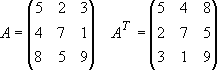 A = ( 5 2 3
4 7 1
8 5 9 ) A^T = ( 5 4 8
2 7 5
3 1 9 )